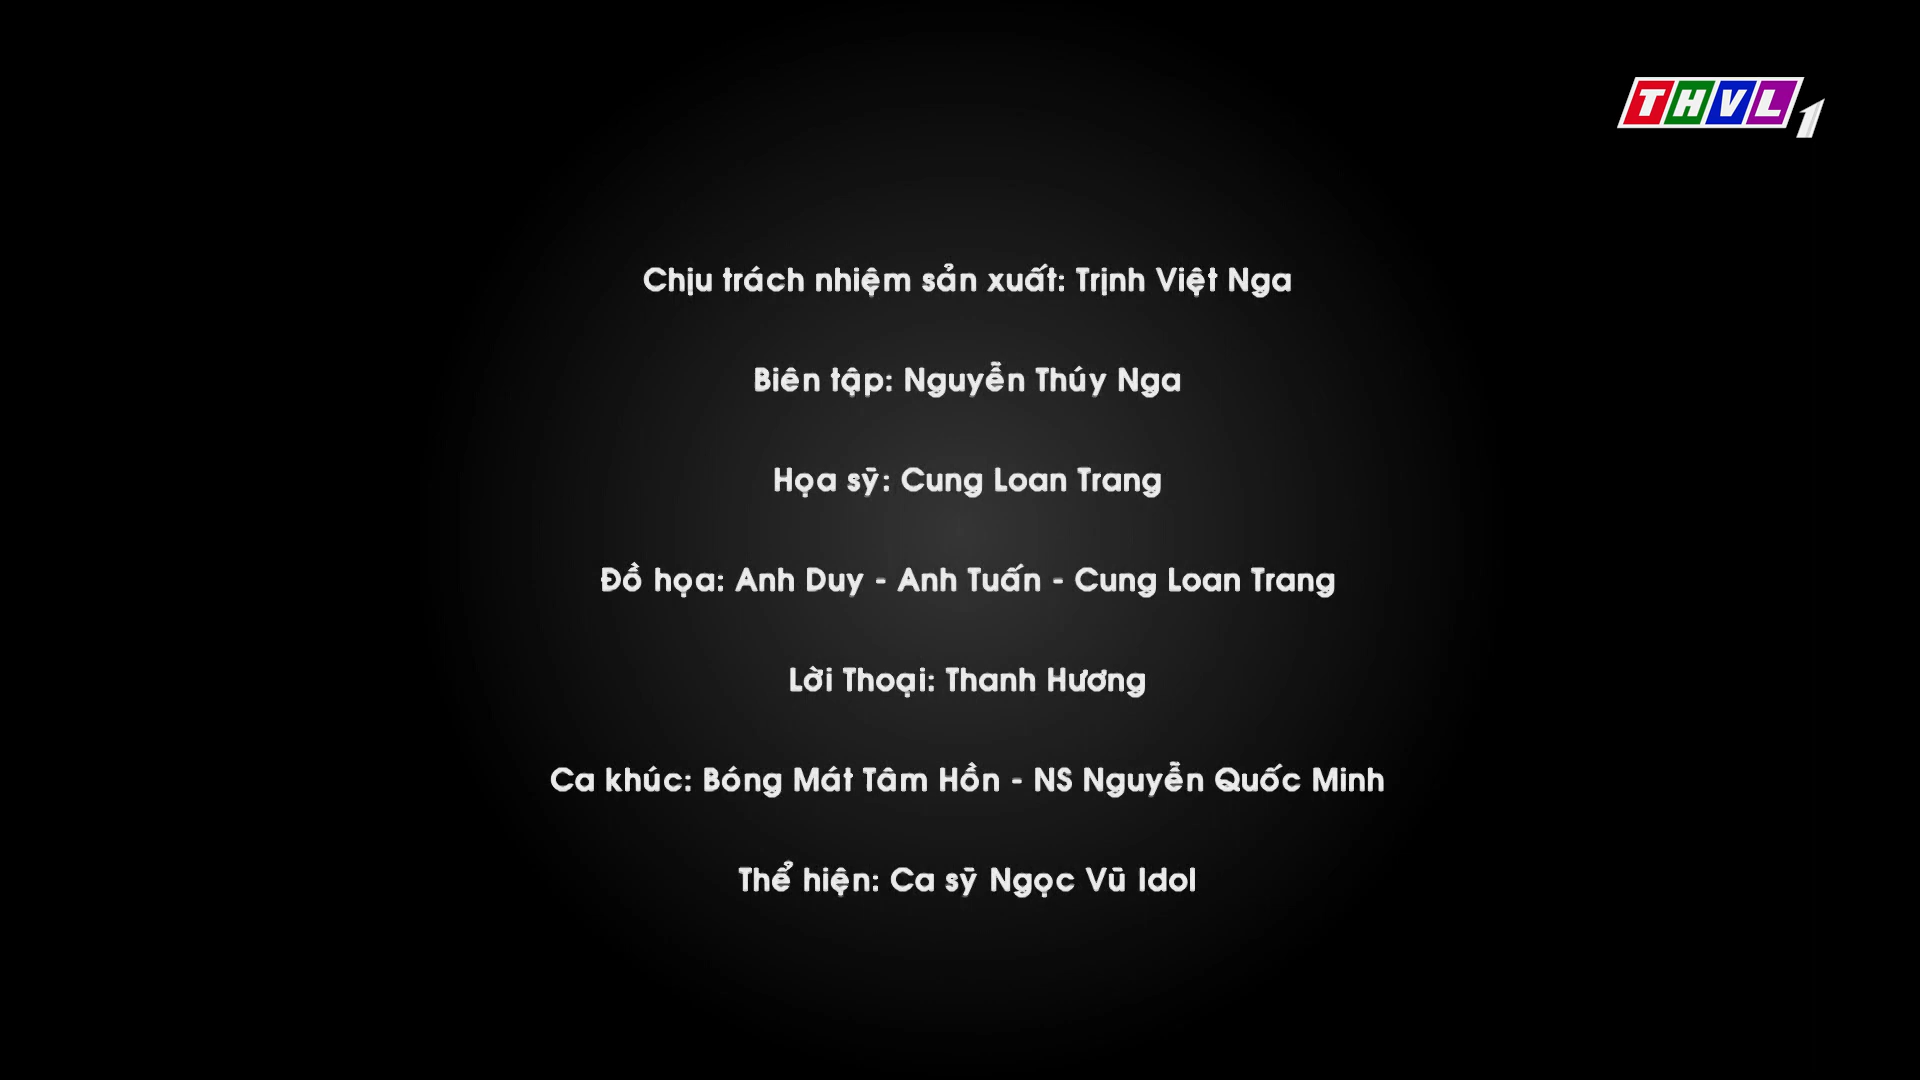 THVL1
Chịu trách nhiệm sản xuất: Trịnh Việt Nga
Biên tập: Nguyễn Thúy Nga
Họa sỹ: Cung Loan Trang
Đồ họa: Anh Duy - Anh Tuấn - Cung Loan Trang
Lời Thoại: Thanh Hương
Ca khúc: Bóng Mát Tâm Hồn - NS Nguyễn Quốc Minh
Thể hiện: Ca sỹ Ngọc Vũ Idol